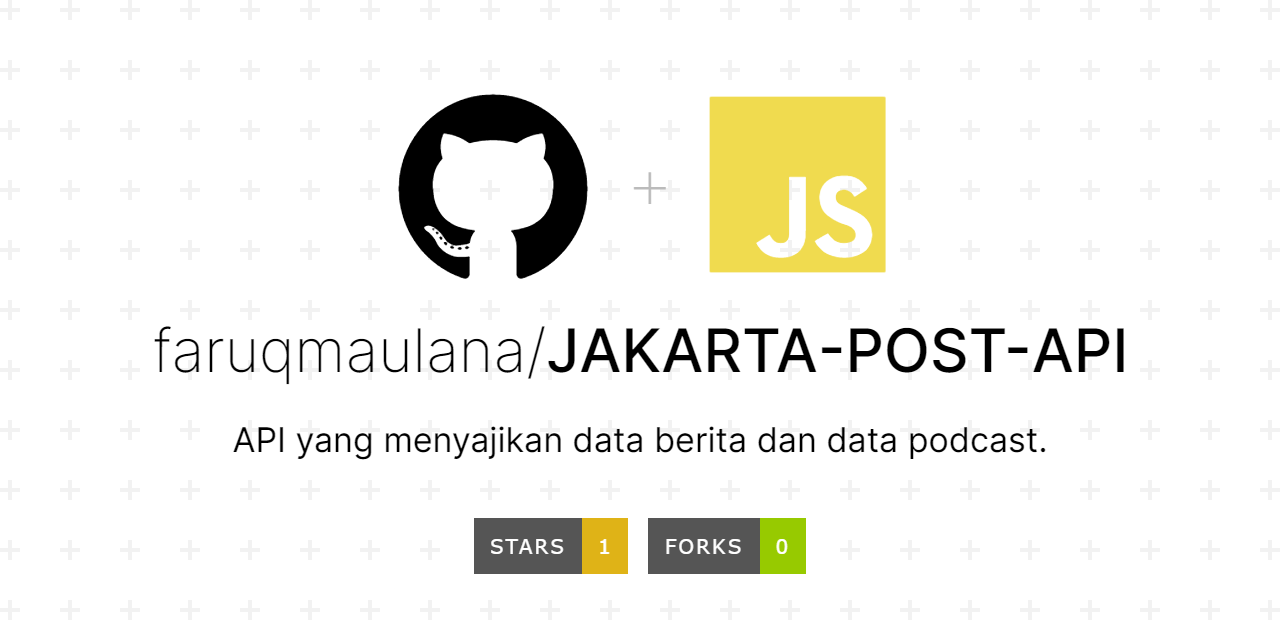 JS
faruqmaulana/JAKARTA-POST-API
API yang menyajikan data berita dan data podcast.
STARS 1 FORKS 0